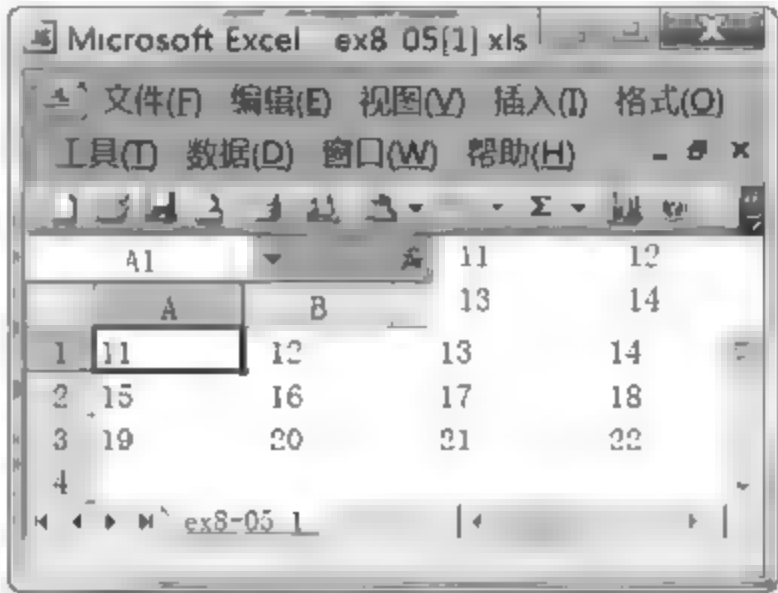 Microsoft Excel ex8 05[1] xls
文件(F) 编辑(E) 视图(V) 插入(I) 格式(O)
工具(T) 数据(D) 窗口(W) 帮助(H)
Σ
A1 fx 11 12
A B 13 14
1 11 12 13 14
2 15 16 17 18
3 19 20 21 22
4
ex8-05 1